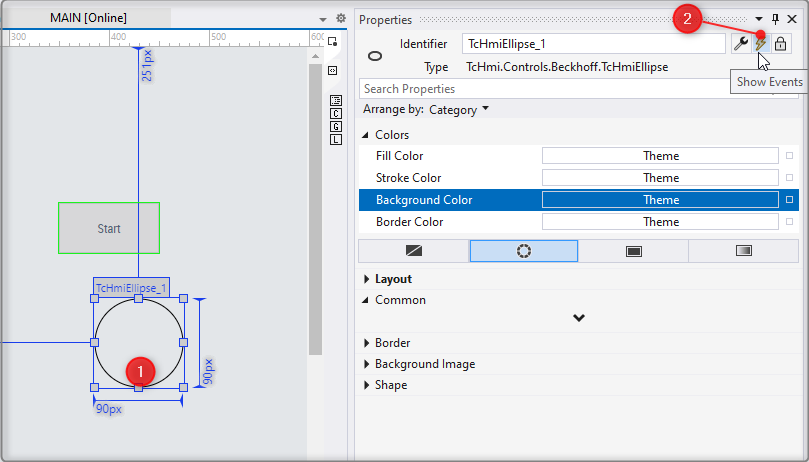 MAIN [Online]
300
400
500
600
251px
Start
TcHmiEllipse_1
1
90px
90px
C
G
L
Properties
2
Identifier TcHmiEllipse_1
Type TcHmi.Controls.Beckhoff.TcHmiEllipse
Show Events
Search Properties
Arrange by: Category
Colors
Fill Color Theme
Stroke Color Theme
Background Color Theme
Border Color Theme
Layout
Common
Border
Background Image
Shape